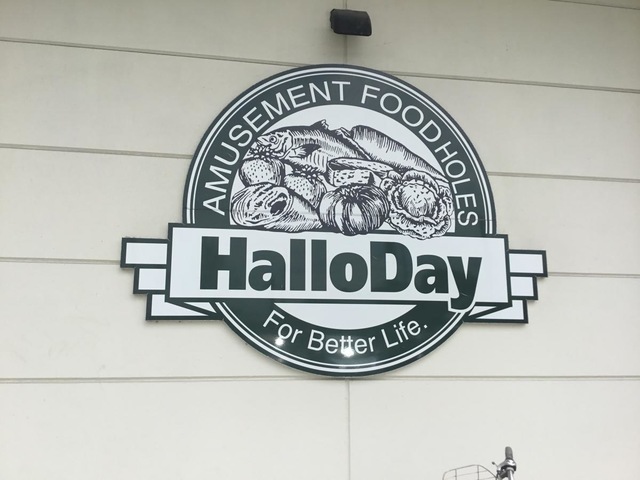 AMUSEMENT FOOD HOLES
HalloDay
For Better Life.